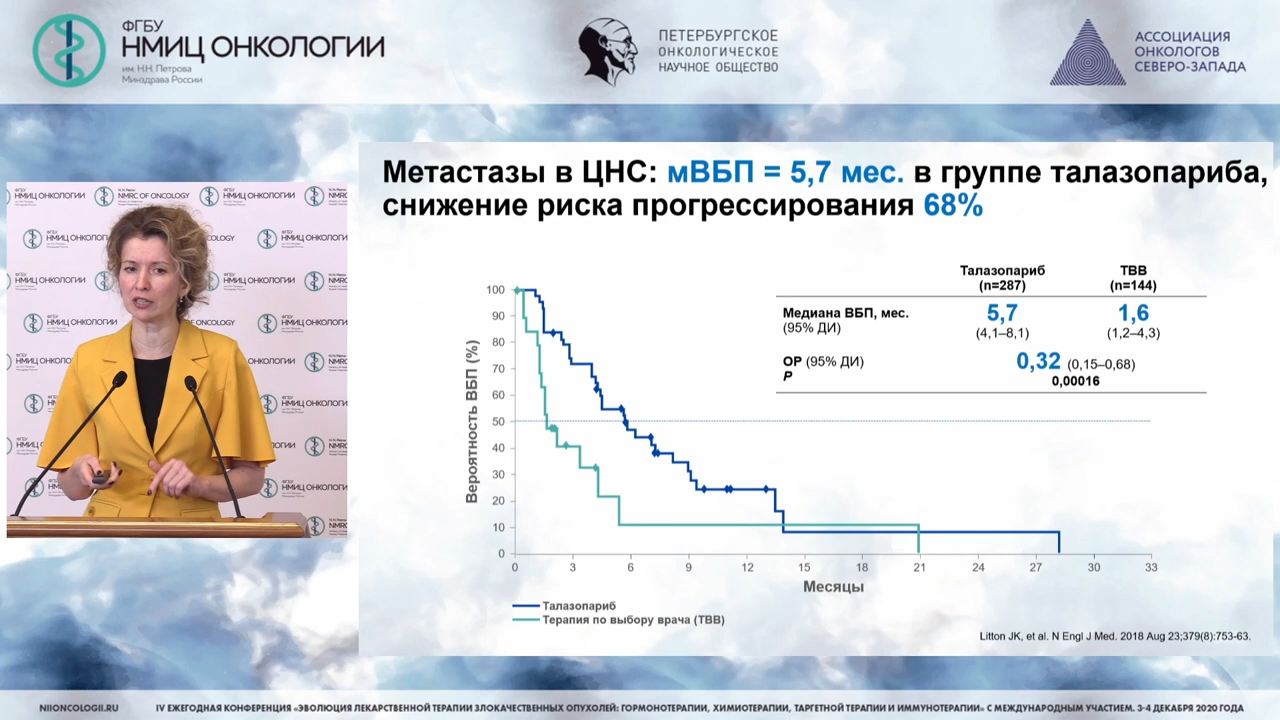 ФГБУ
НМИЦ ОНКОЛОГИИ
им. Н.Н. Петрова
Минздрава России
ПЕТЕРБУРГСКОЕ
ОНКОЛОГИЧЕСКОЕ
НАУЧНОЕ ОБЩЕСТВО
АССОЦИАЦИЯ
ОНКОЛОГОВ
СЕВЕРО-ЗАПАДА
Метастазы в ЦНС: мВБП = 5,7 мес. в группе талазопариба,
снижение риска прогрессирования 68%
Талазопариб
(n=287)
ТВВ
(n=144)
Медиана ВБП, мес.
(95% ДИ)
5,7
(4,1–8,1)
1,6
(1,2–4,3)
ОР (95% ДИ)
0,32 (0,15–0,68)
P
0,00016
Вероятность ВБП (%)
100
90
80
70
60
50
40
30
20
10
0
0 3 6 9 12 15 18 21 24 27 30 33
Месяцы
Талазопариб
Терапия по выбору врача (ТВВ)
Litton JK, et al. N Engl J Med. 2018 Aug 23;379(8):753-63.
NIIONCOLOGII.RU
IV ЕЖЕГОДНАЯ КОНФЕРЕНЦИЯ «ЭВОЛЮЦИЯ ЛЕКАРСТВЕННОЙ ТЕРАПИИ ЗЛОКАЧЕСТВЕННЫХ ОПУХОЛЕЙ: ГОРМОНОТЕРАПИИ, ХИМИОТЕРАПИИ, ТАРГЕТНОЙ ТЕРАПИИ И ИММУНОТЕРАПИИ» С МЕЖДУНАРОДНЫМ УЧАСТИЕМ. 3-4 ДЕКАБРЯ 2020 ГОДА